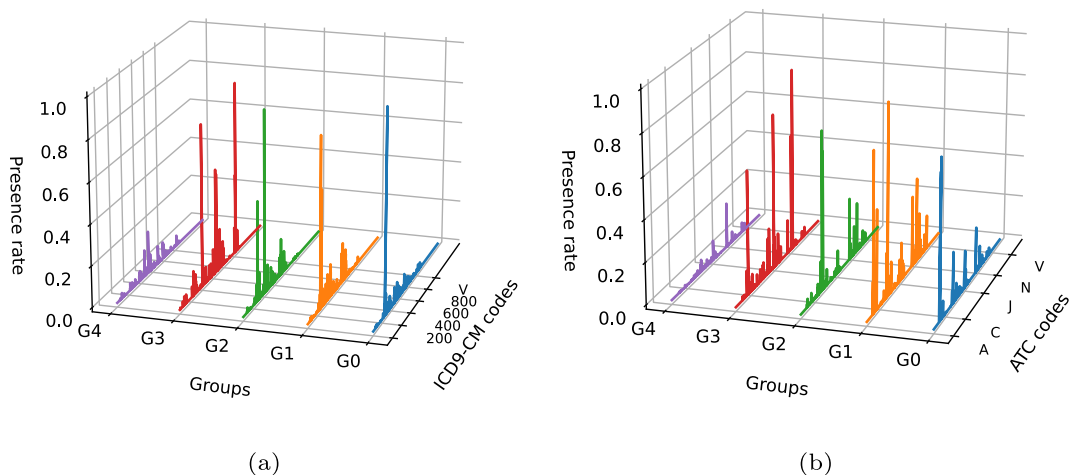 1.0
0.8
0.6
0.4
0.2
0.0
Presence rate
G4
G3
G2
G1
G0
Groups
V
800
600
400
200
ICD9-CM codes
(a)
1.0
0.8
0.6
0.4
0.2
0.0
Presence rate
G4
G3
G2
G1
G0
Groups
V
N
J
C
A
ATC codes
(b)